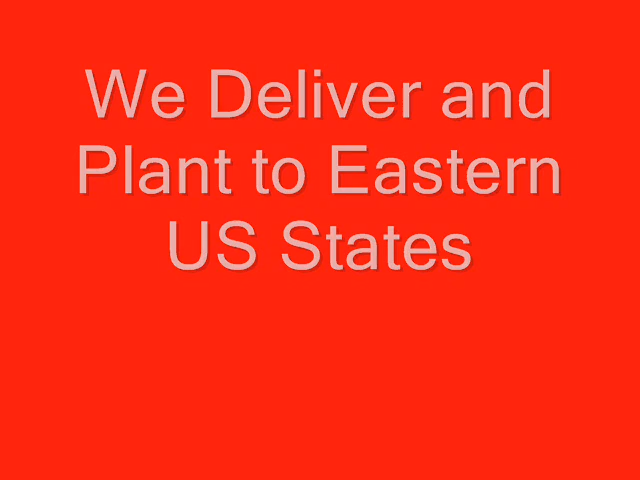 We Deliver and
Plant to Eastern
US States